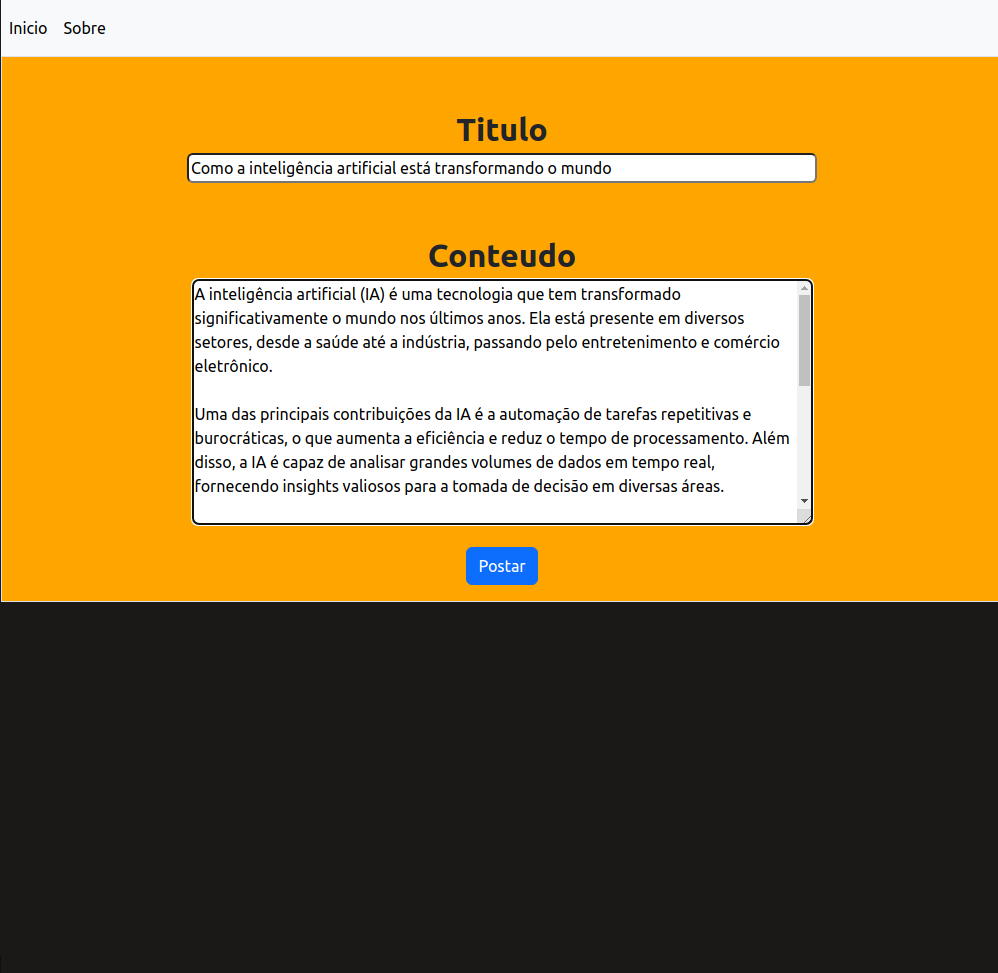 Inicio Sobre
Titulo
Como a inteligência artificial está transformando o mundo
Conteudo
A inteligência artificial (IA) é uma tecnologia que tem transformado
significativamente o mundo nos últimos anos. Ela está presente em diversos
setores, desde a saúde até a indústria, passando pelo entretenimento e comércio
eletrônico.
Uma das principais contribuições da IA é a automação de tarefas repetitivas e
burocráticas, o que aumenta a eficiência e reduz o tempo de processamento. Além
disso, a IA é capaz de analisar grandes volumes de dados em tempo real,
fornecendo insights valiosos para a tomada de decisão em diversas áreas.
Postar